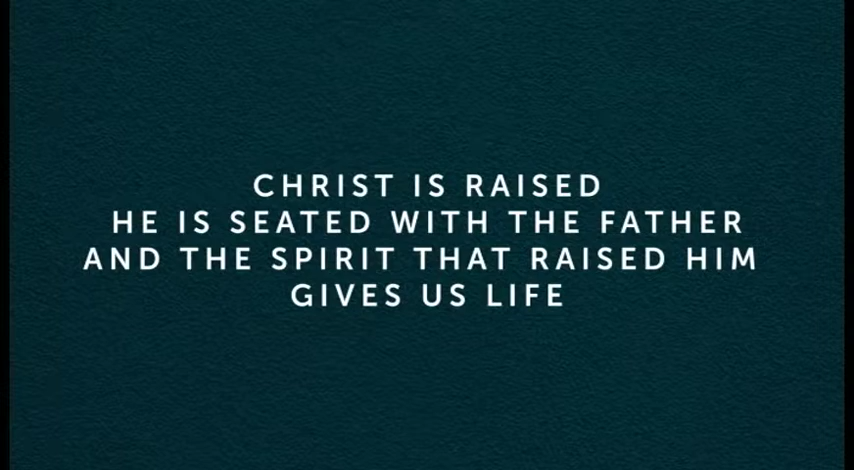 CHRIST IS RAISED
HE IS SEATED WITH THE FATHER
AND THE SPIRIT THAT RAISED HIM
GIVES US LIFE